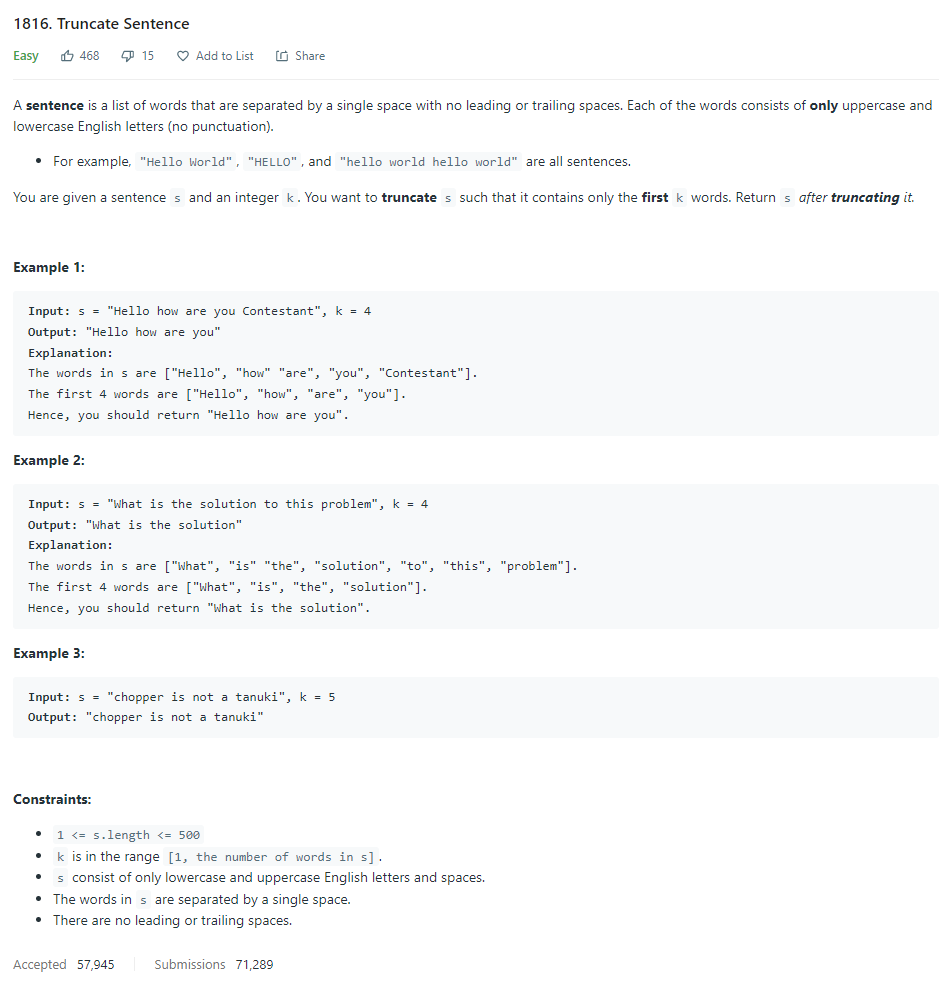 1816. Truncate Sentence
Easy 468 15 Add to List Share
A sentence is a list of words that are separated by a single space with no leading or trailing spaces. Each of the words consists of only uppercase and
lowercase English letters (no punctuation).
• For example, "Hello World", "HELLO", and "hello world hello world" are all sentences.
You are given a sentence s and an integer k. You want to truncate s such that it contains only the first k words. Return s after truncating it.
Example 1:
Input: s = "Hello how are you Contestant", k = 4
Output: "Hello how are you"
Explanation:
The words in s are ["Hello", "how" "are", "you", "Contestant"].
The first 4 words are ["Hello", "how", "are", "you"].
Hence, you should return "Hello how are you".
Example 2:
Input: s = "What is the solution to this problem", k = 4
Output: "What is the solution"
Explanation:
The words in s are ["What", "is" "the", "solution", "to", "this", "problem"].
The first 4 words are ["What", "is", "the", "solution"].
Hence, you should return "What is the solution".
Example 3:
Input: s = "chopper is not a tanuki", k = 5
Output: "chopper is not a tanuki"
Constraints:
• 1 <= s.length <= 500
• k is in the range [1, the number of words in s].
• s consist of only lowercase and uppercase English letters and spaces.
• The words in s are separated by a single space.
• There are no leading or trailing spaces.
Accepted 57,945 Submissions 71,289